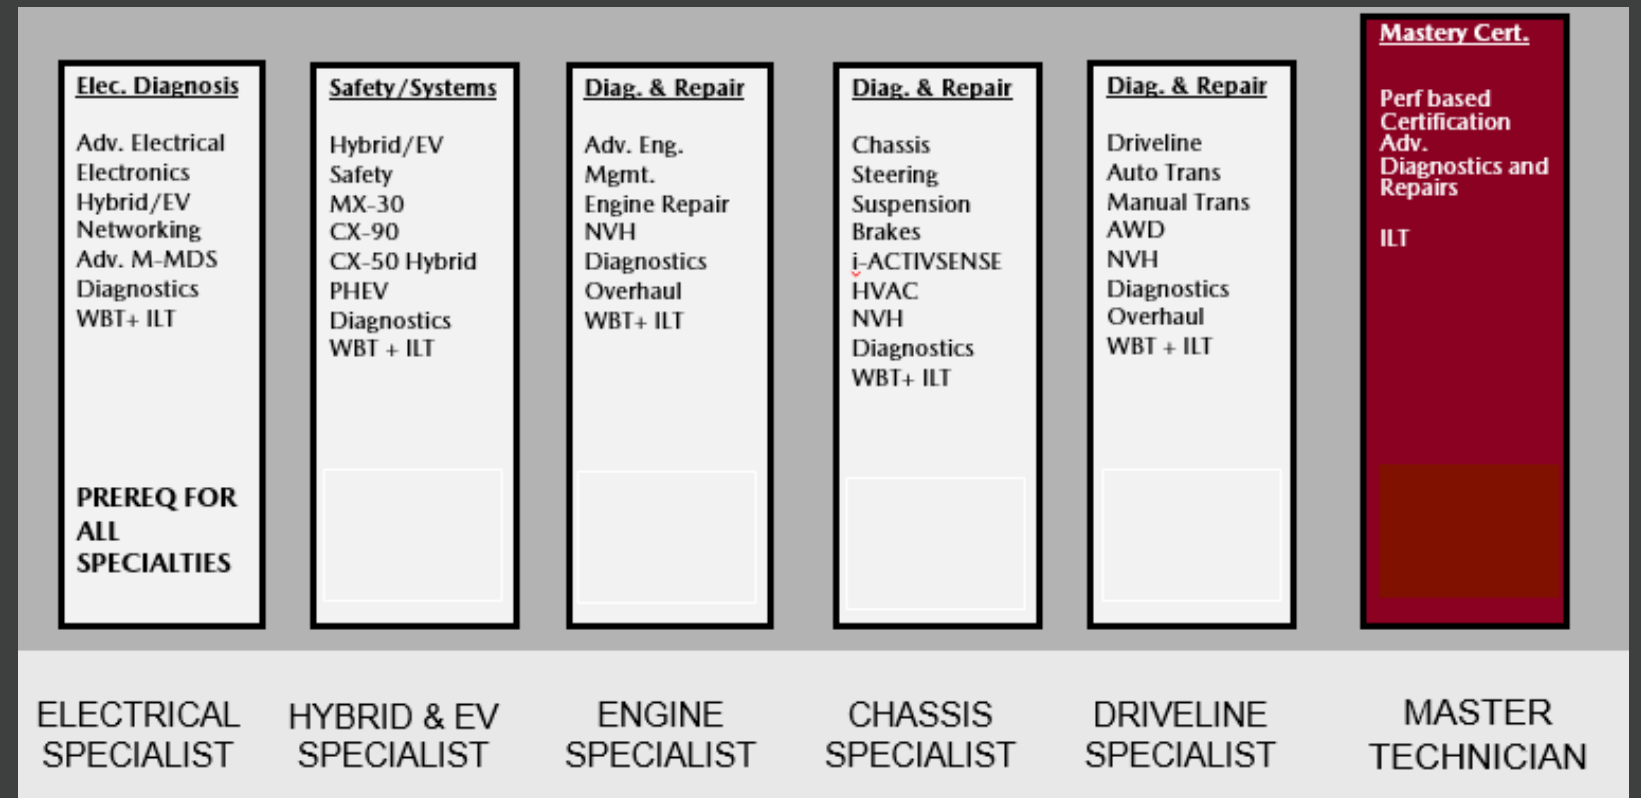 Elec. Diagnosis
Adv. Electrical
Electronics
Hybrid/EV
Networking
Adv. M-MDS
Diagnostics
WBT+ ILT
PREREQ FOR
ALL
SPECIALTIES
ELECTRICAL
SPECIALIST
Safety/Systems
Hybrid/EV
Safety
MX-30
CX-90
CX-50 Hybrid
PHEV
Diagnostics
WBT + ILT
HYBRID & EV
SPECIALIST
Diag. & Repair
Adv. Eng.
Mgmt.
Engine Repair
NVH
Diagnostics
Overhaul
WBT+ ILT
ENGINE
SPECIALIST
Diag. & Repair
Chassis
Steering
Suspension
Brakes
i-ACTIVSENSE
HVAC
NVH
Diagnostics
WBT+ ILT
CHASSIS
SPECIALIST
Diag. & Repair
Driveline
Auto Trans
Manual Trans
AWD
NVH
Diagnostics
Overhaul
WBT + ILT
DRIVELINE
SPECIALIST
Mastery Cert.
Perf based
Certification
Adv.
Diagnostics and
Repairs
ILT
MASTER
TECHNICIAN